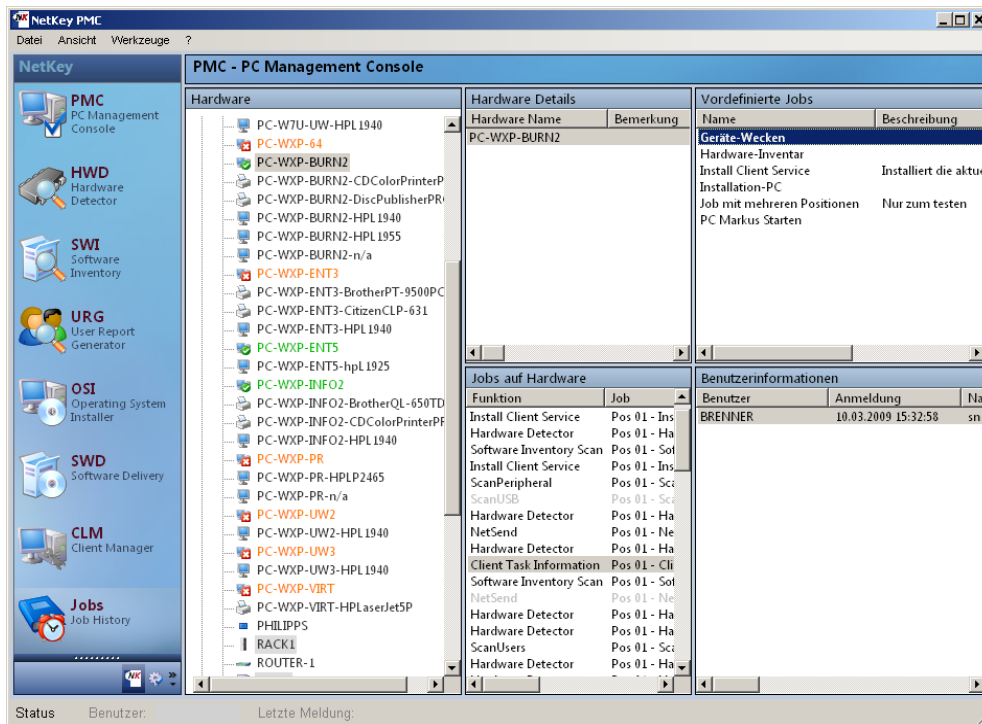 NetKey PMC
Datei Ansicht Werkzeuge ?
NetKey
PMC
PC Management
Console
HWD
Hardware
Detector
SWI
Software
Inventory
URG
User Report
Generator
OSI
Operating System
Installer
SWD
Software Delivery
CLM
Client Manager
Jobs
Job History
NK
PMC - PC Management Console
Hardware
PC-W7U-UW-HPL1940
PC-WXP-64
PC-WXP-BURN2
PC-WXP-BURN2-CDColorPrinterP
PC-WXP-BURN2-DiscPublisherPR
PC-WXP-BURN2-HPL1940
PC-WXP-BURN2-HPL1955
PC-WXP-BURN2-n/a
PC-WXP-ENT3
PC-WXP-ENT3-BrotherPT-9500PC
PC-WXP-ENT3-CitizenCLP-631
PC-WXP-ENT3-HPL1940
PC-WXP-ENT5
PC-WXP-ENT5-hpL1925
PC-WXP-INFO2
PC-WXP-INFO2-BrotherQL-650TD
PC-WXP-INFO2-CDColorPrinterPF
PC-WXP-INFO2-HPL1940
PC-WXP-PR
PC-WXP-PR-HPLP2465
PC-WXP-PR-n/a
PC-WXP-UW2
PC-WXP-UW2-HPL1940
PC-WXP-UW3
PC-WXP-UW3-HPL1940
PC-WXP-VIRT
PC-WXP-VIRT-HPLaserJet5P
PHILIPPS
RACK1
ROUTER-1
Hardware Details
Hardware Name Bemerkung
PC-WXP-BURN2
Vordefinierte Jobs
Name Beschreibung
Geräte-Wecken
Hardware-Inventar
Install Client Service Installiert die aktue
Installation-PC
Job mit mehreren Positionen Nur zum testen
PC Markus Starten
Jobs auf Hardware
Funktion Job
Install Client Service Pos 01 - Ins
Hardware Detector Pos 01 - Ha
Software Inventory Scan Pos 01 - Sof
Install Client Service Pos 01 - Ins
ScanPeripheral Pos 01 - Sca
ScanUSB Pos 01 - Sca
Hardware Detector Pos 01 - Ha
NetSend Pos 01 - Ne
Hardware Detector Pos 01 - Ha
Client Task Information Pos 01 - Cli
Software Inventory Scan Pos 01 - Sof
NetSend Pos 01 - Ne
Hardware Detector Pos 01 - Ha
Hardware Detector Pos 01 - Ha
ScanUsers Pos 01 - Sca
Hardware Detector Pos 01 - Ha
Benutzerinformationen
Benutzer Anmeldung Na
BRENNER 10.03.2009 15:32:58 sn
Status Benutzer: Letzte Meldung: